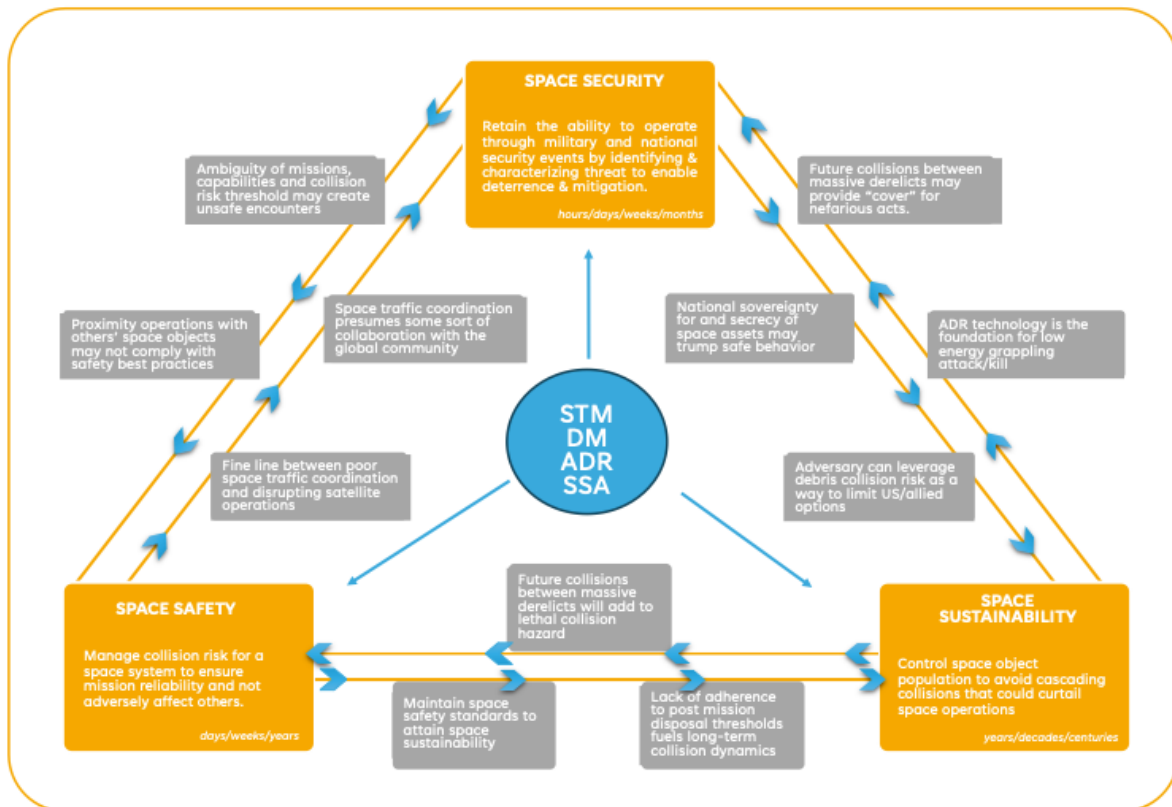 SPACE SECURITY
Retain the ability to operate
through military and national
security events by identifying &
characterizing threat to enable
deterrence & mitigation.
hours/days/weeks/months
Ambiguity of missions,
capabilities and collision
risk threshold may create
unsafe encounters
Future collisions between
massive derelicts may
provide “cover” for
nefarious acts.
Proximity operations with
others’ space objects
may not comply with
safety best practices
Space traffic coordination
presumes some sort of
collaboration with the
global community
National sovereignty
for and secrecy of
space assets may
trump safe behavior
ADR technology is the
foundation for low
energy grappling
attack/kill
STM
DM
ADR
SSA
Fine line between poor
space traffic coordination
and disrupting satellite
operations
Adversary can leverage
debris collision risk as a
way to limit US/allied
options
SPACE SAFETY
Manage collision risk for a
space system to ensure
mission reliability and not
adversely affect others.
days/weeks/years
Future collisions
between massive
derelicts will add to
lethal collision
hazard
Maintain space
safety standards to
attain space
sustainability
Lack of adherence
to post mission
disposal thresholds
fuels long-term
collision dynamics
SPACE
SUSTAINABILITY
Control space object
population to avoid cascading
collisions that could curtail
space operations
years/decades/centuries